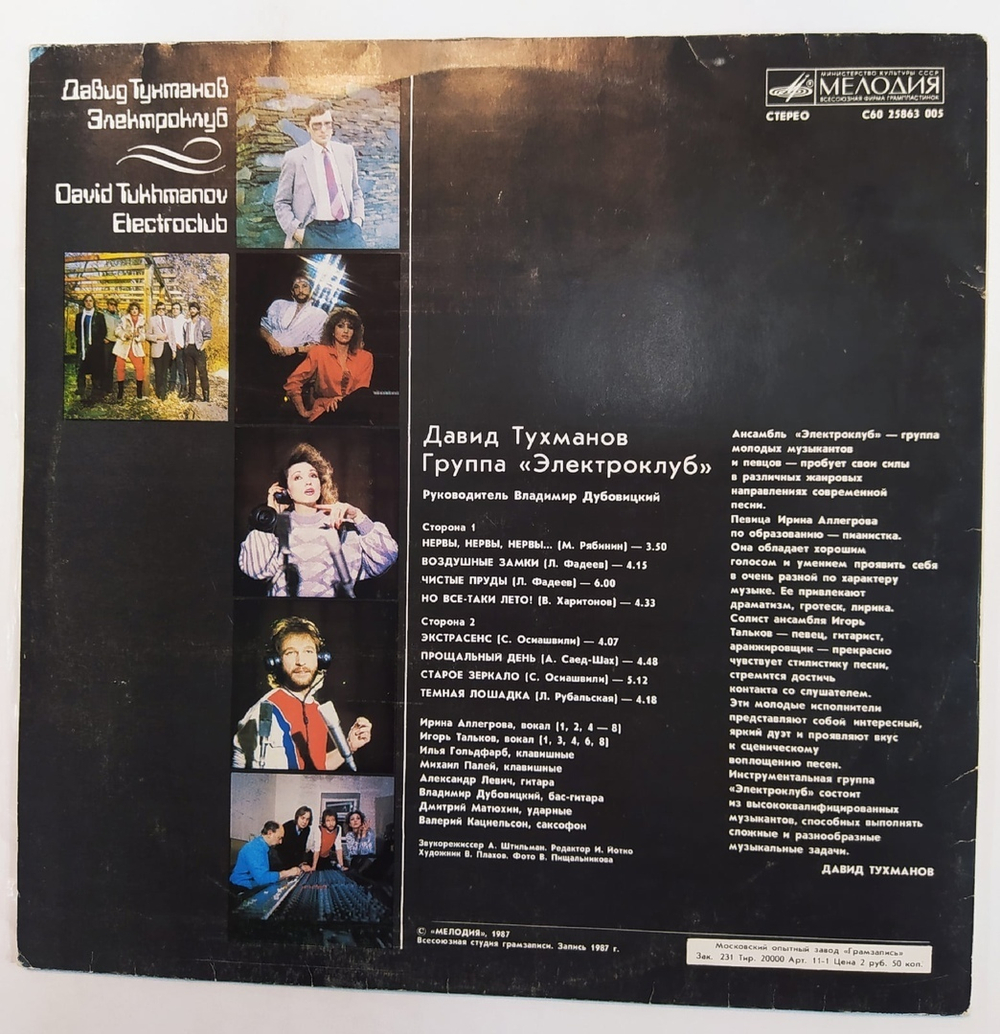 Давид Тухманов
Электроклуб
David Tukhmanov
Electroclub
МИНИСТЕРСТВО КУЛЬТУРЫ СССР
МЕЛОДИЯ
ВСЕСОЮЗНАЯ ФИРМА ГРАМПЛАСТИНОК
СТЕРЕО С60 25863 005
Давид Тухманов
Группа «Электроклуб»
Руководитель Владимир Дубовицкий
Сторона 1
НЕРВЫ, НЕРВЫ, НЕРВЫ... (М. Рябинин) — 3.50
ВОЗДУШНЫЕ ЗАМКИ (Л. Фадеев) — 4.15
ЧИСТЫЕ ПРУДЫ (Л. Фадеев) — 6.00
НО ВСЕ-ТАКИ ЛЕТО! (В. Харитонов) — 4.33
Сторона 2
ЭКСТРАСЕНС (С. Осиашвили) — 4.07
ПРОЩАЛЬНЫЙ ДЕНЬ (А. Саед-Шах) — 4.48
СТАРОЕ ЗЕРКАЛО (С. Осиашвили) — 5.12
ТЕМНАЯ ЛОШАДКА (Л. Рубальская) — 4.18
Ирина Аллегрова, вокал (1, 2, 4 — 8)
Игорь Тальков, вокал (1, 3, 4, 6, 8)
Илья Гольдфарб, клавишные
Михаил Палей, клавишные
Александр Левич, гитара
Владимир Дубовицкий, бас-гитара
Дмитрий Матюхин, ударные
Валерий Кацнельсон, саксофон
Звукорежиссер А. Штильман. Редактор И. Йотко
Художник В. Плахов. Фото В. Пищальникова
Ансамбль «Электроклуб» — группа
молодых музыкантов
и певцов — пробует свои силы
в различных жанровых
направлениях современной
песни.
Певица Ирина Аллегрова
по образованию — пианистка.
Она обладает хорошим
голосом и умением проявить себя
в очень разной по характеру
музыке. Ее привлекают
драматизм, гротеск, лирика.
Солист ансамбля Игорь
Тальков — певец, гитарист,
аранжировщик — прекрасно
чувствует стилистику песни,
стремится достичь
контакта со слушателем.
Эти молодые исполнители
представляют собой интересный,
яркий дуэт и проявляют вкус
к сценическому
воплощению песен.
Инструментальная группа
«Электроклуб» состоит
из высококвалифицированных
музыкантов, способных выполнять
сложные и разнообразные
музыкальные задачи.
ДАВИД ТУХМАНОВ
© «МЕЛОДИЯ», 1987
Всесоюзная студия грамзаписи. Запись 1987 г.
Московский опытный завод «Грамзапись»
Зак. 231 Тир. 20000 Арт. 11-1 Цена 2 руб. 50 коп.